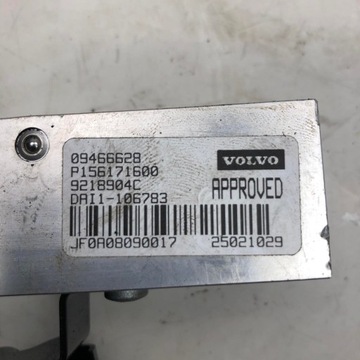 09466628
VOLVO
P156171600
9218904C
APPROVED
DAI1-106783
JF0A08090017 25021029